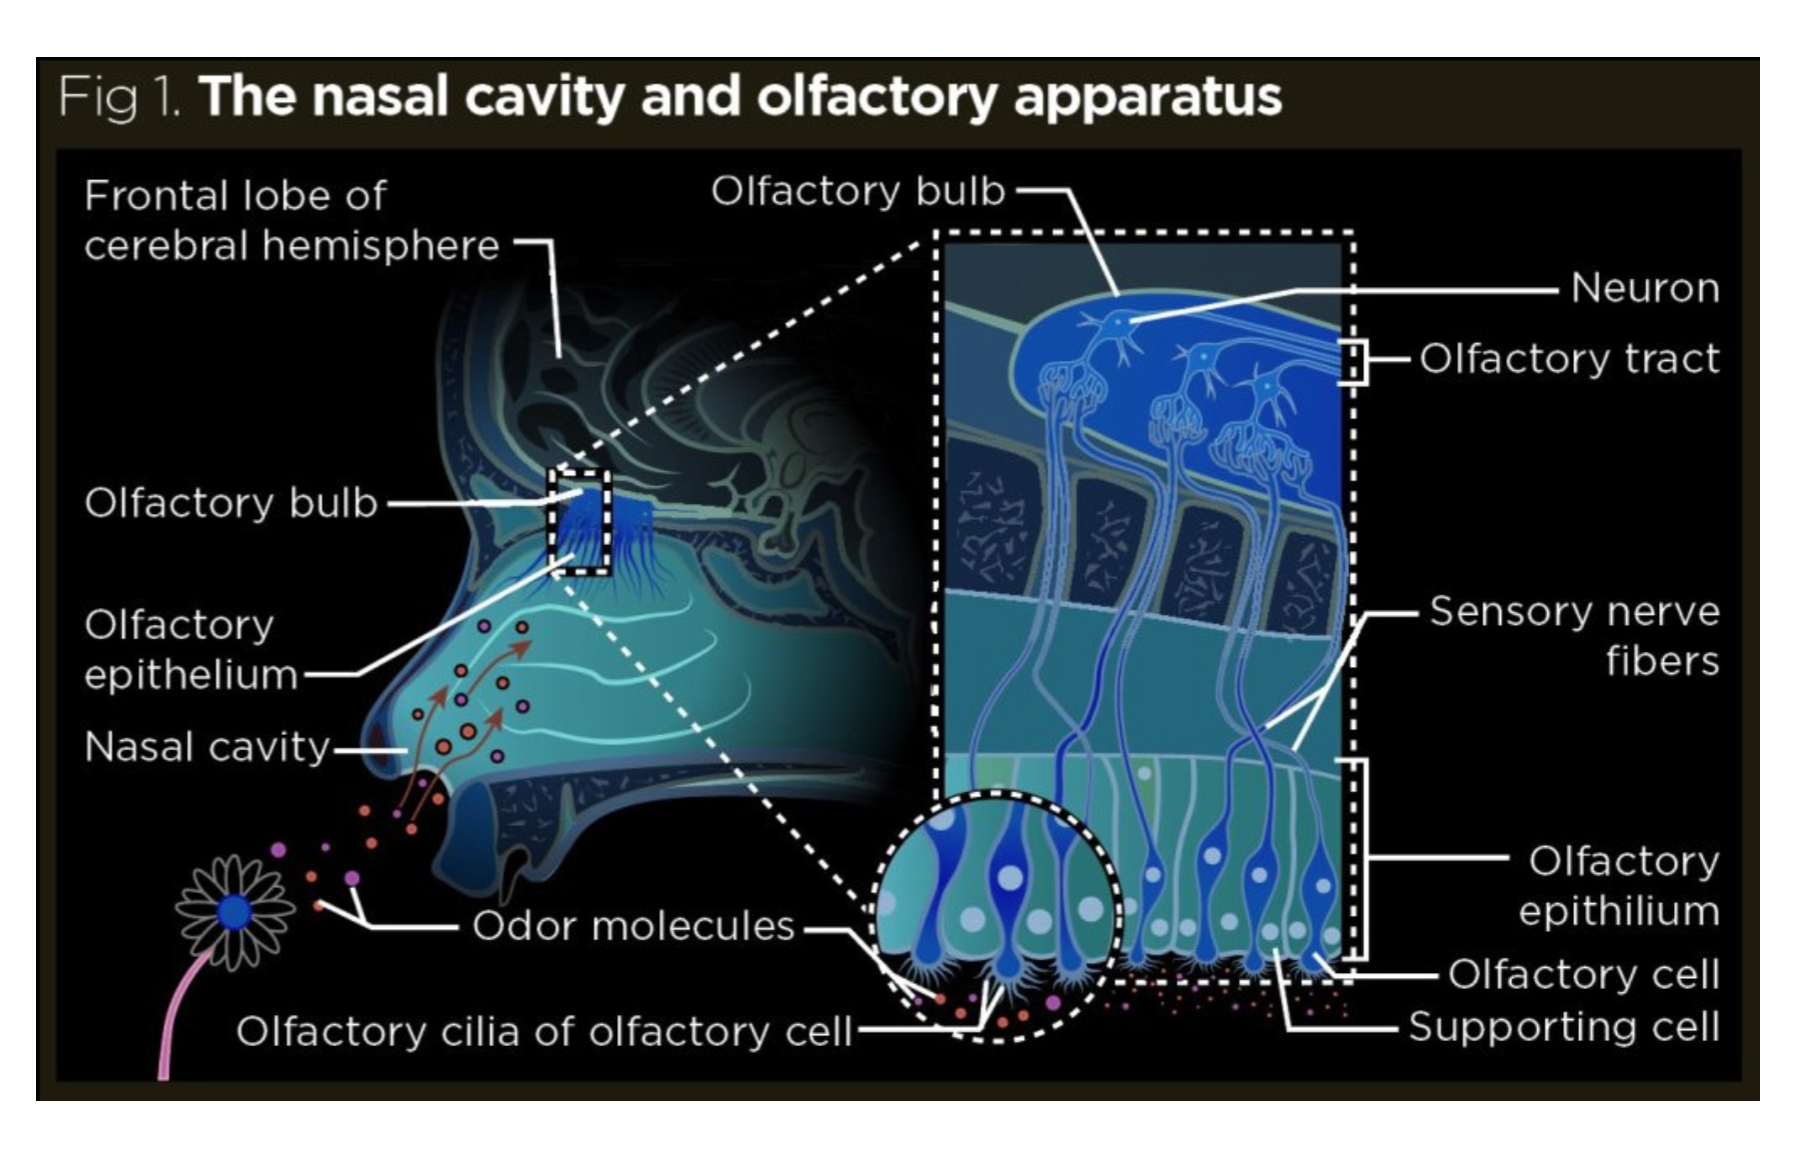 Fig 1. The nasal cavity and olfactory apparatus
Frontal lobe of
cerebral hemisphere
Olfactory bulb
Neuron
Olfactory tract
Olfactory bulb
Olfactory
epithelium
Nasal cavity
Sensory nerve
fibers
Olfactory
epithilium
Odor molecules
Olfactory cell
Olfactory cilia of olfactory cell
Supporting cell